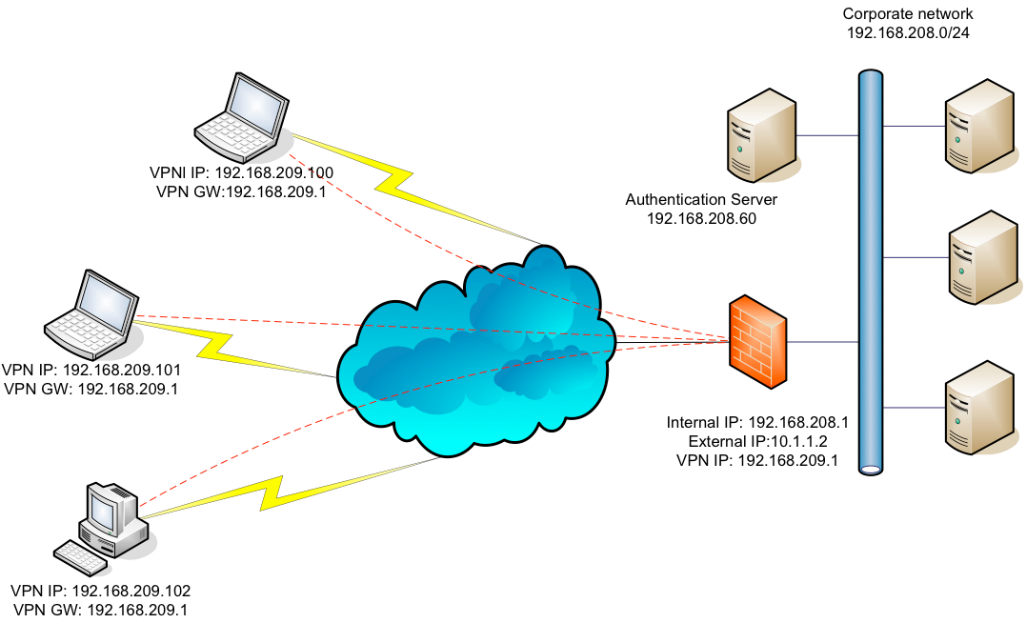 Corporate network
192.168.208.0/24
VPNl IP: 192.168.209.100
VPN GW:192.168.209.1
Authentication Server
192.168.208.60
VPN IP: 192.168.209.101
VPN GW: 192.168.209.1
Internal IP: 192.168.208.1
External IP:10.1.1.2
VPN IP: 192.168.209.1
VPN IP: 192.168.209.102
VPN GW: 192.168.209.1